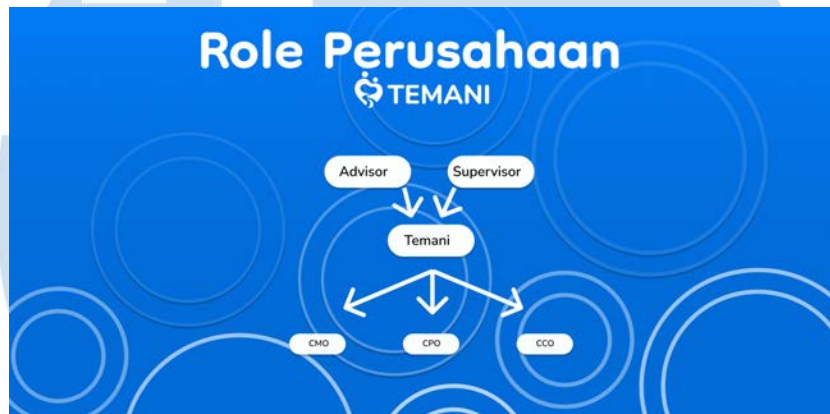 Role Perusahaan
TEMANI
Advisor Supervisor
Temani
CMO CPO CCO